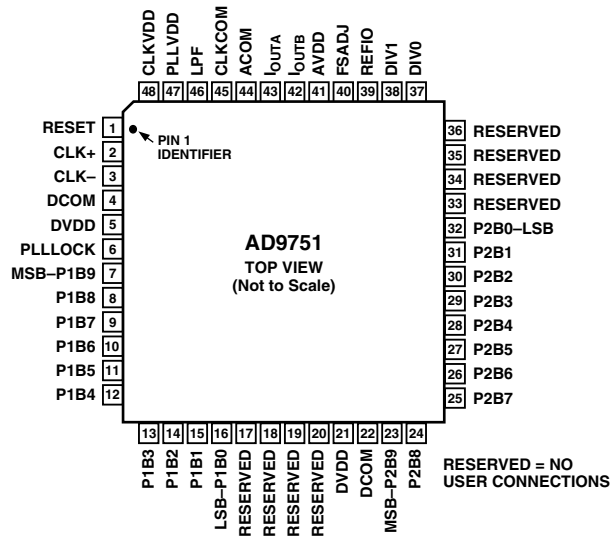 CLKVDD
PLLVDD
LPF
CLKCOM
ACOM
IOUTA
IOUTB
AVDD
FSADJ
REFIO
DIV1
DIV0
48 47 46 45 44 43 42 41 40 39 38 37
RESET 1
CLK+ 2
CLK– 3
DCOM 4
DVDD 5
PLLLOCK 6
MSB–P1B9 7
P1B8 8
P1B7 9
P1B6 10
P1B5 11
P1B4 12
PIN 1
IDENTIFIER
AD9751
TOP VIEW
(Not to Scale)
36 RESERVED
35 RESERVED
34 RESERVED
33 RESERVED
32 P2B0–LSB
31 P2B1
30 P2B2
29 P2B3
28 P2B4
27 P2B5
26 P2B6
25 P2B7
13 14 15 16 17 18 19 20 21 22 23 24
P1B3
P1B2
P1B1
LSB–P1B0
RESERVED
RESERVED
RESERVED
RESERVED
DVDD
DCOM
MSB–P2B9
P2B8
RESERVED = NO
USER CONNECTIONS